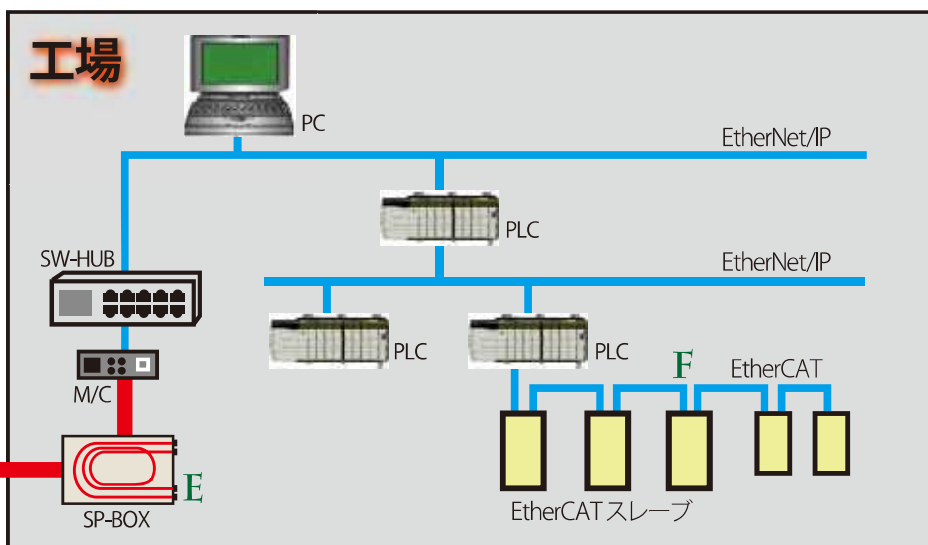 工場
PC
EtherNet/IP
PLC
SW-HUB
EtherNet/IP
PLC
PLC
M/C
F
EtherCAT
E
SP-BOX
EtherCATスレーブ